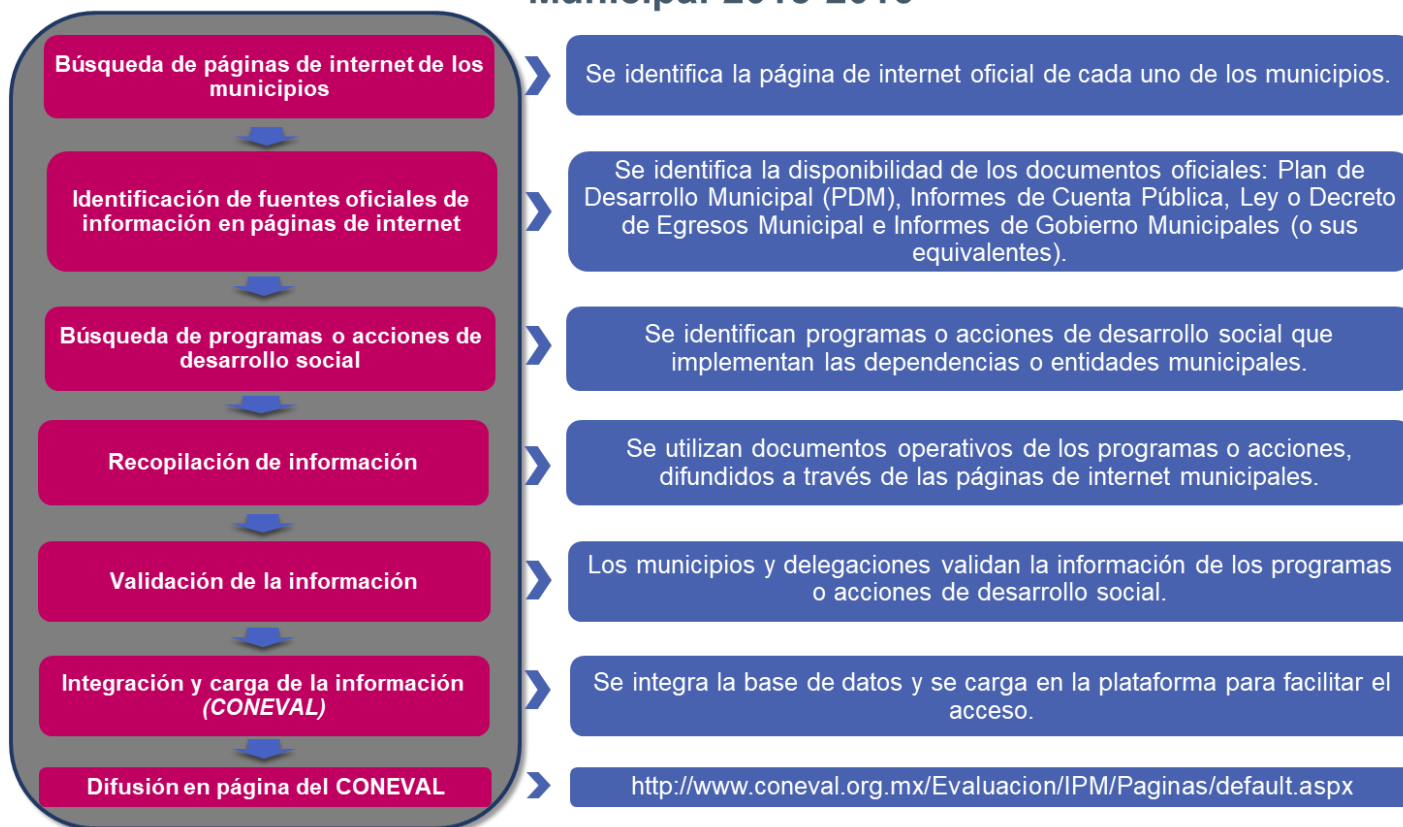 Búsqueda de páginas de internet de los
municipios
Se identifica la página de internet oficial de cada uno de los municipios.
Identificación de fuentes oficiales de
información en páginas de internet
Se identifica la disponibilidad de los documentos oficiales: Plan de
Desarrollo Municipal (PDM), Informes de Cuenta Pública, Ley o Decreto
de Egresos Municipal e Informes de Gobierno Municipales (o sus
equivalentes).
Búsqueda de programas o acciones de
desarrollo social
Se identifican programas o acciones de desarrollo social que
implementan las dependencias o entidades municipales.
Recopilación de información
Se utilizan documentos operativos de los programas o acciones,
difundidos a través de las páginas de internet municipales.
Validación de la información
Los municipios y delegaciones validan la información de los programas
o acciones de desarrollo social.
Integración y carga de la información
(CONEVAL)
Se integra la base de datos y se carga en la plataforma para facilitar el
acceso.
Difusión en página del CONEVAL
http://www.coneval.org.mx/Evaluacion/IPM/Paginas/default.aspx